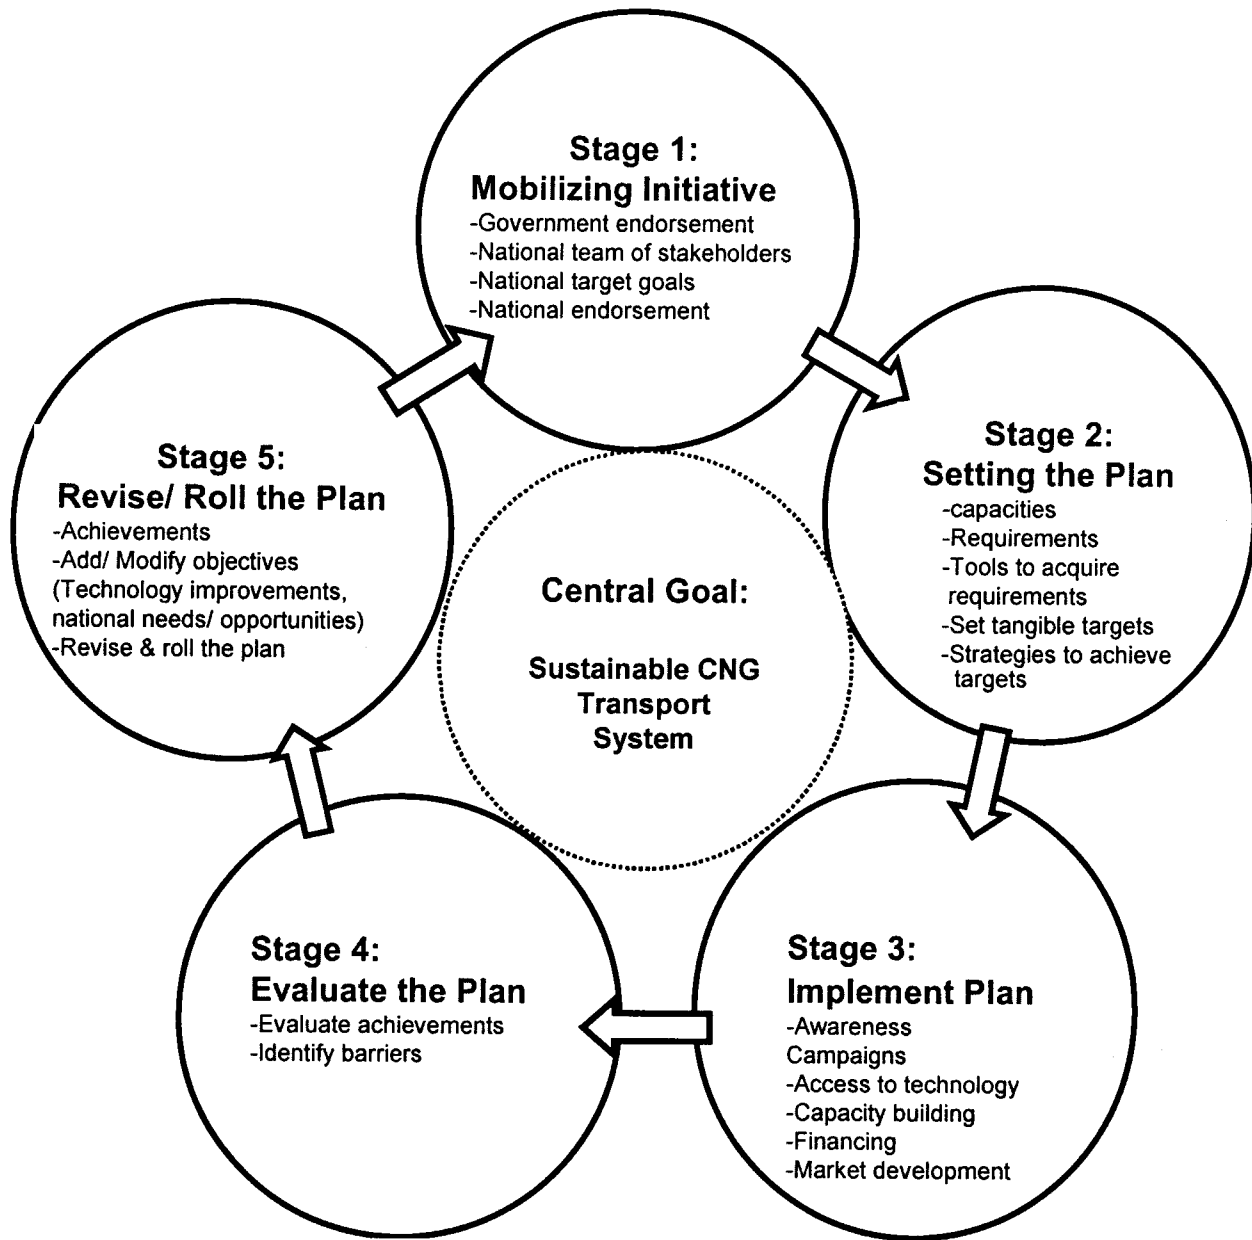 Stage 1:
Mobilizing Initiative
-Government endorsement
-National team of stakeholders
-National target goals
-National endorsement
Stage 2:
Setting the Plan
-capacities
-Requirements
-Tools to acquire
requirements
-Set tangible targets
-Strategies to achieve
targets
Stage 3:
Implement Plan
-Awareness
Campaigns
-Access to technology
-Capacity building
-Financing
-Market development
Stage 4:
Evaluate the Plan
-Evaluate achievements
-Identify barriers
Stage 5:
Revise/ Roll the Plan
-Achievements
-Add/ Modify objectives
(Technology improvements,
national needs/ opportunities)
-Revise & roll the plan
Central Goal:
Sustainable CNG
Transport
System